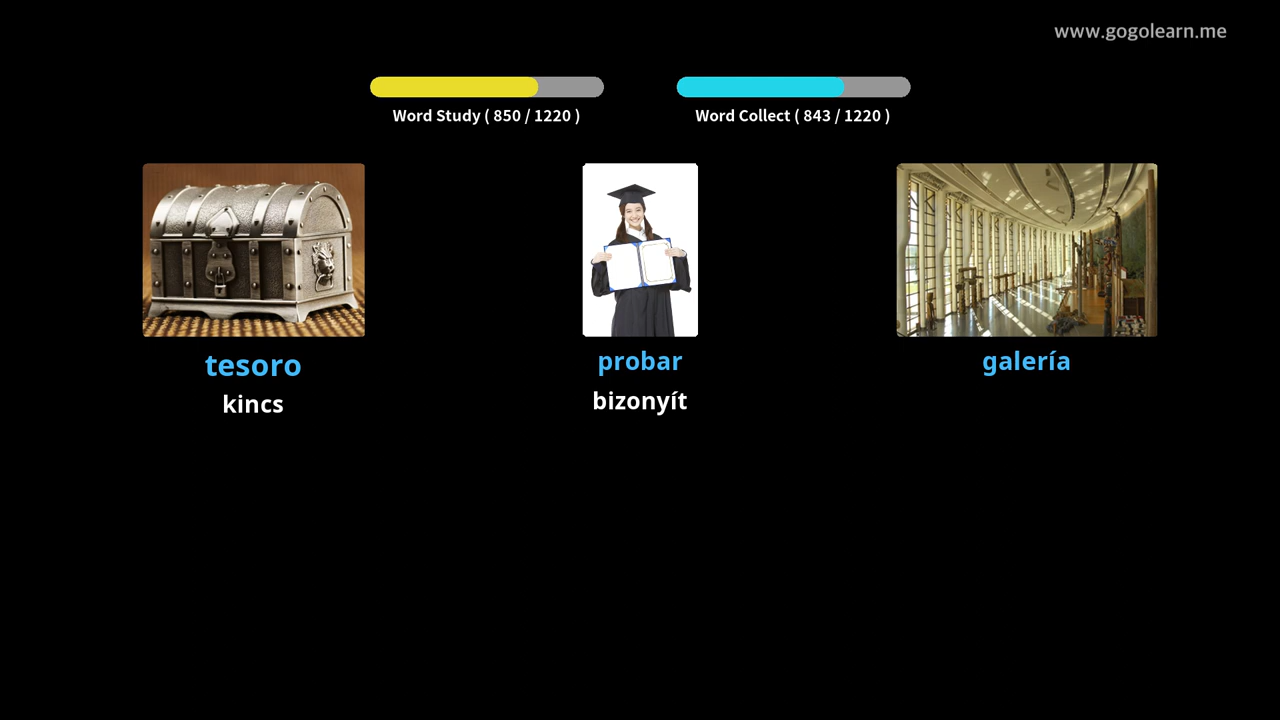 www.gogolearn.me
Word Study ( 850 / 1220 )
Word Collect ( 843 / 1220 )
tesoro
kincs
probar
bizonyít
galería